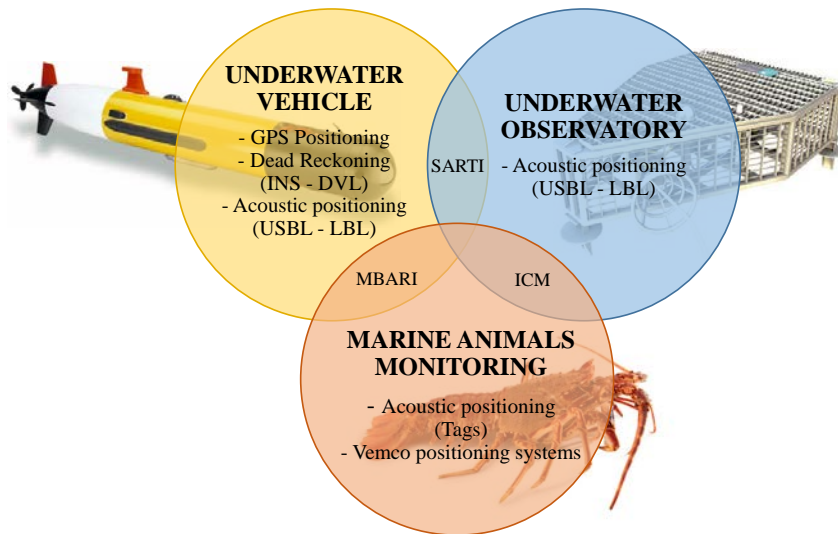 UNDERWATER
VEHICLE
- GPS Positioning
- Dead Reckoning
(INS - DVL)
- Acoustic positioning
(USBL - LBL)
SARTI
UNDERWATER
OBSERVATORY
- Acoustic positioning
(USBL - LBL)
MBARI
ICM
MARINE ANIMALS
MONITORING
- Acoustic positioning
(Tags)
- Vemco positioning systems